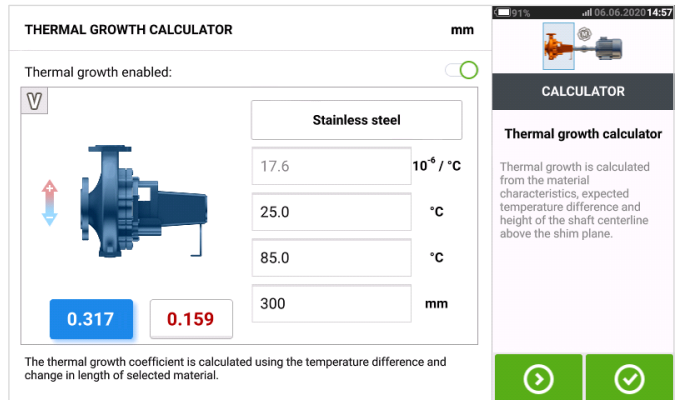 THERMAL GROWTH CALCULATOR
mm
Thermal growth enabled:
V
Stainless steel
17.6 10⁻⁶ / °C
25.0 °C
85.0 °C
300 mm
0.317 0.159
The thermal growth coefficient is calculated using the temperature difference and
change in length of selected material.
91% 06.06.2020 14:57
CALCULATOR
Thermal growth calculator
Thermal growth is calculated
from the material
characteristics, expected
temperature difference and
height of the shaft centerline
above the shim plane.